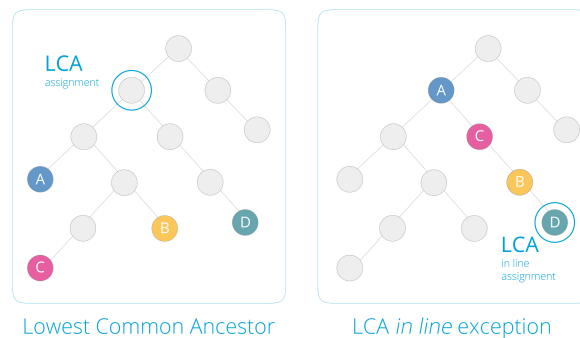 LCA
assignment
A
B
D
C
Lowest Common Ancestor
A
C
B
D
LCA
in line
assignment
LCA in line exception